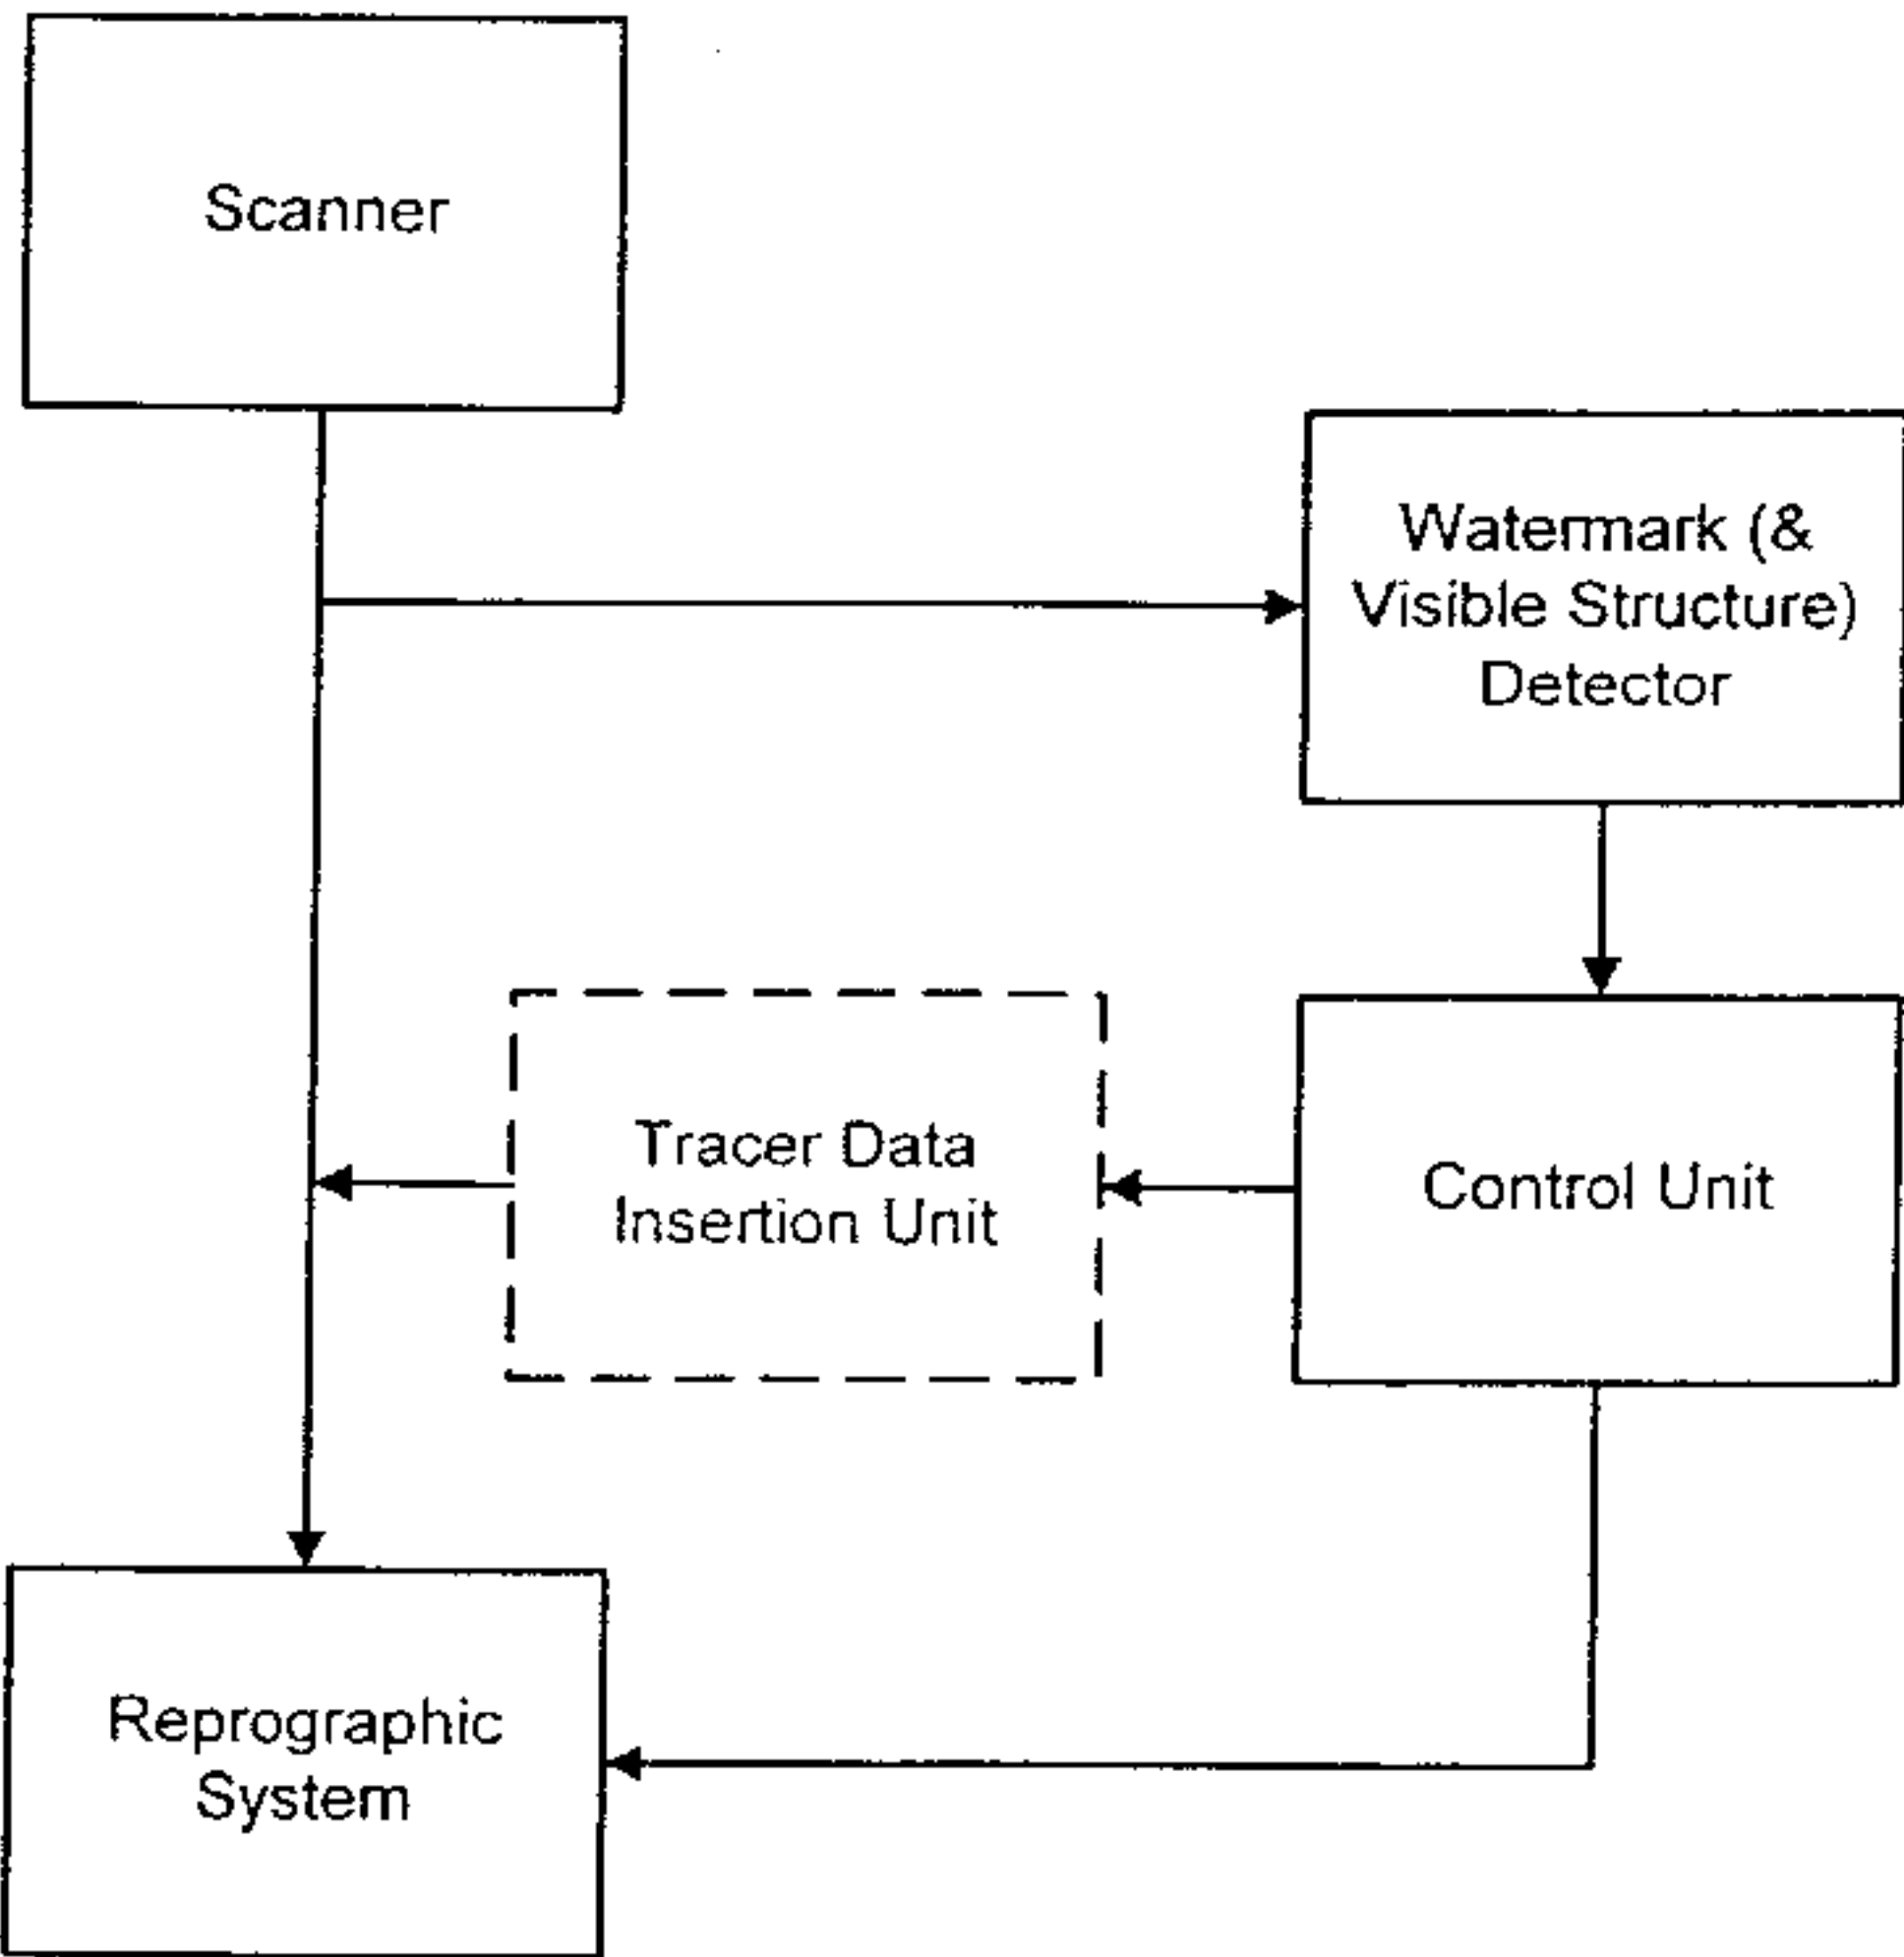 Scanner
Watermark (&
Visible Structure)
Detector
Tracer Data
Insertion Unit
Control Unit
Reprographic
System